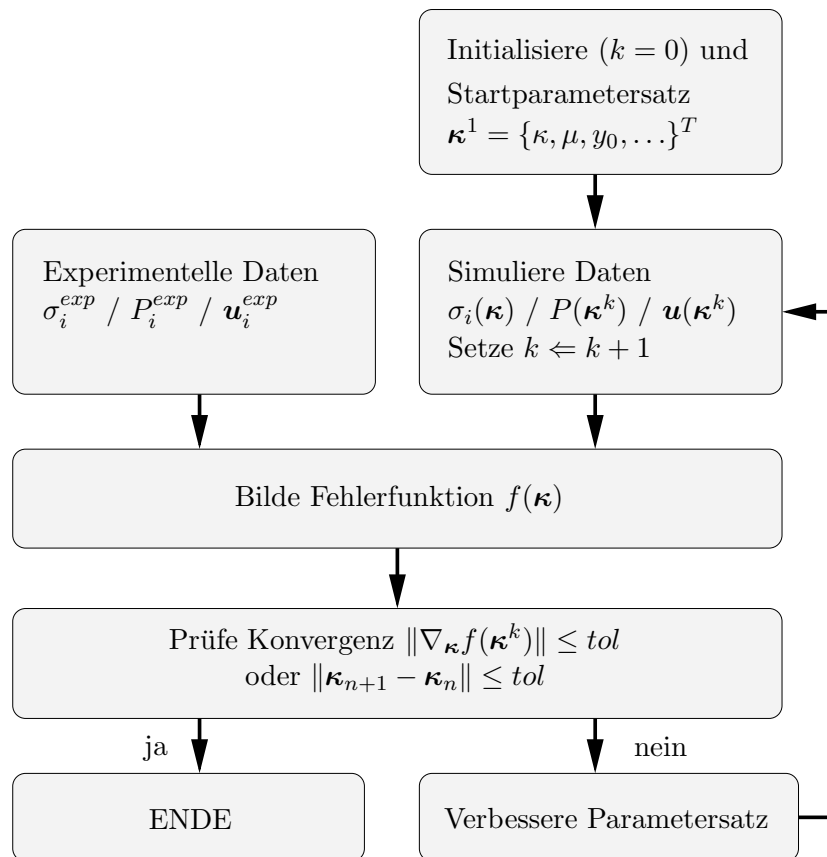 Initialisiere (k = 0) und
Startparametersatz
𝜿¹ = {κ, μ, y₀, …}ᵀ
Experimentelle Daten
σᵢᵉˣᵖ / Pᵢᵉˣᵖ / 𝒖ᵢᵉˣᵖ
Simuliere Daten
σᵢ(𝜿) / P(𝜿ᵏ) / 𝒖(𝜿ᵏ)
Setze k ⇐ k + 1
Bilde Fehlerfunktion f(𝜿)
Prüfe Konvergenz ‖∇_𝜿 f(𝜿ᵏ)‖ ≤ tol
oder ‖𝜿ₙ₊₁ − 𝜿ₙ‖ ≤ tol
ja
nein
ENDE
Verbessere Parametersatz